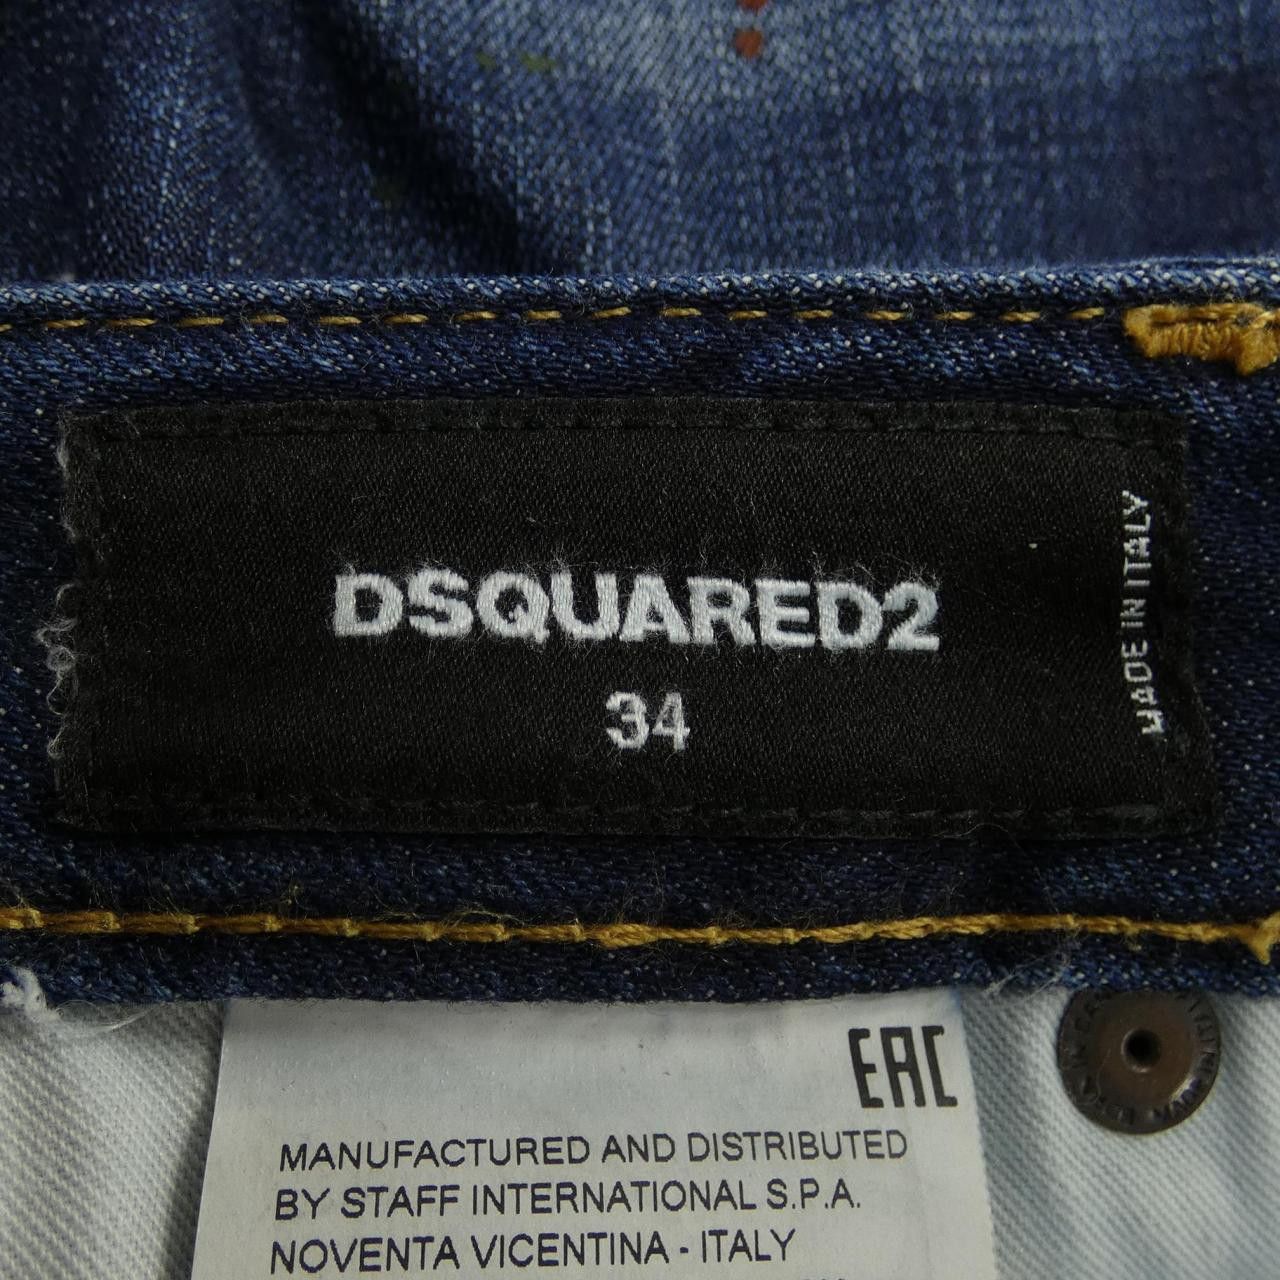 DSQUARED2
34
MADE IN ITALY
EAC
MANUFACTURED AND DISTRIBUTED
BY STAFF INTERNATIONAL S.P.A.
NOVENTA VICENTINA - ITALY